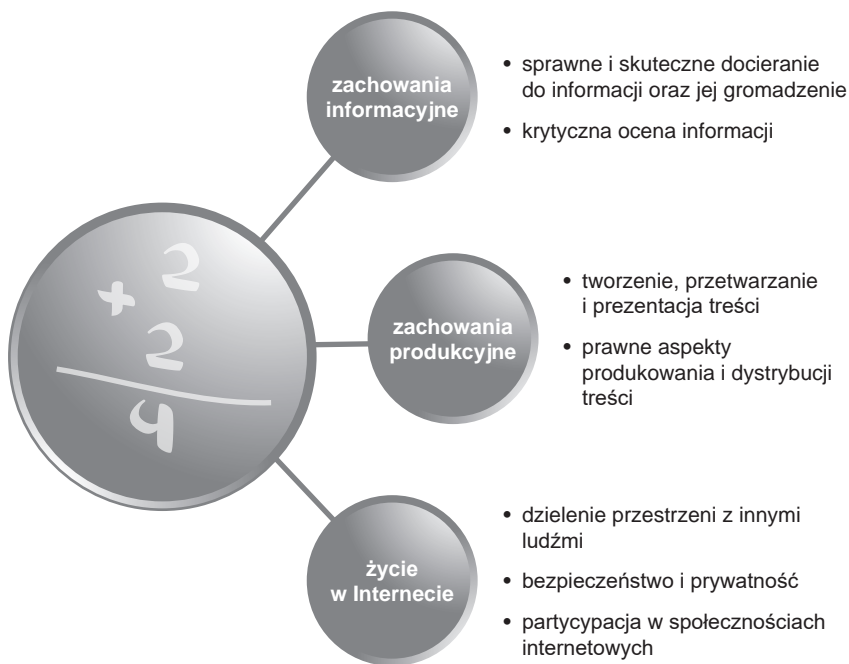 zachowania
informacyjne
• sprawne i skuteczne docieranie
do informacji oraz jej gromadzenie
• krytyczna ocena informacji
2
+ 2
4
zachowania
produkcyjne
• tworzenie, przetwarzanie
i prezentacja treści
• prawne aspekty
produkowania i dystrybucji
treści
życie
w Internecie
• dzielenie przestrzeni z innymi
ludźmi
• bezpieczeństwo i prywatność
• partycypacja w społecznościach
internetowych